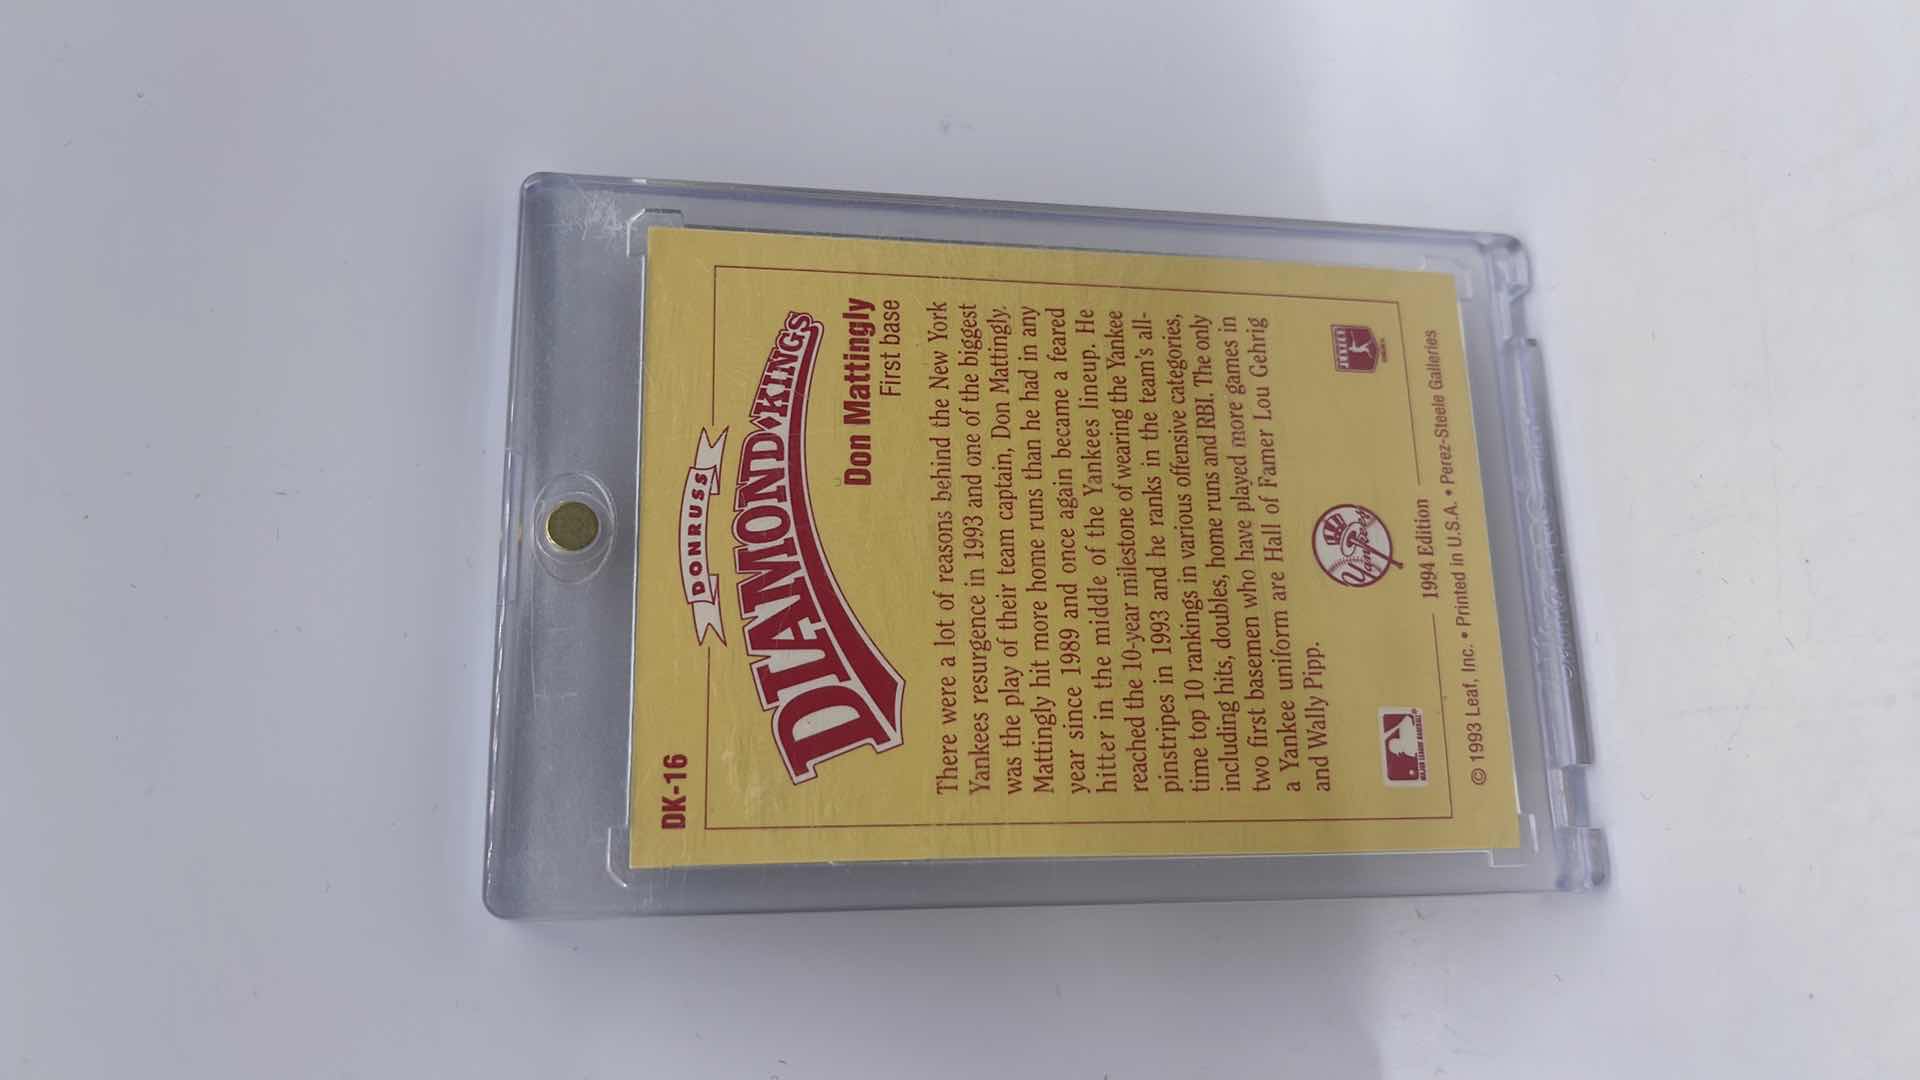 DK-16
DONRUSS
DIAMOND KINGS
Don Mattingly
First base
There were a lot of reasons behind the New York
Yankees resurgence in 1993 and one of the biggest
was the play of their team captain, Don Mattingly.
Mattingly hit more home runs than he had in any
year since 1989 and once again became a feared
hitter in the middle of the Yankees lineup. He
reached the 10-year milestone of wearing the Yankee
pinstripes in 1993 and he ranks in the team's all-
time top 10 rankings in various offensive categories,
including hits, doubles, home runs and RBI. The only
two first basemen who have played more games in
a Yankee uniform are Hall of Famer Lou Gehrig
and Wally Pipp.
Yankees
MAJOR LEAGUE BASEBALL
1994 Edition
© 1993 Leaf, Inc. • Printed in U.S.A. • Perez-Steele Galleries